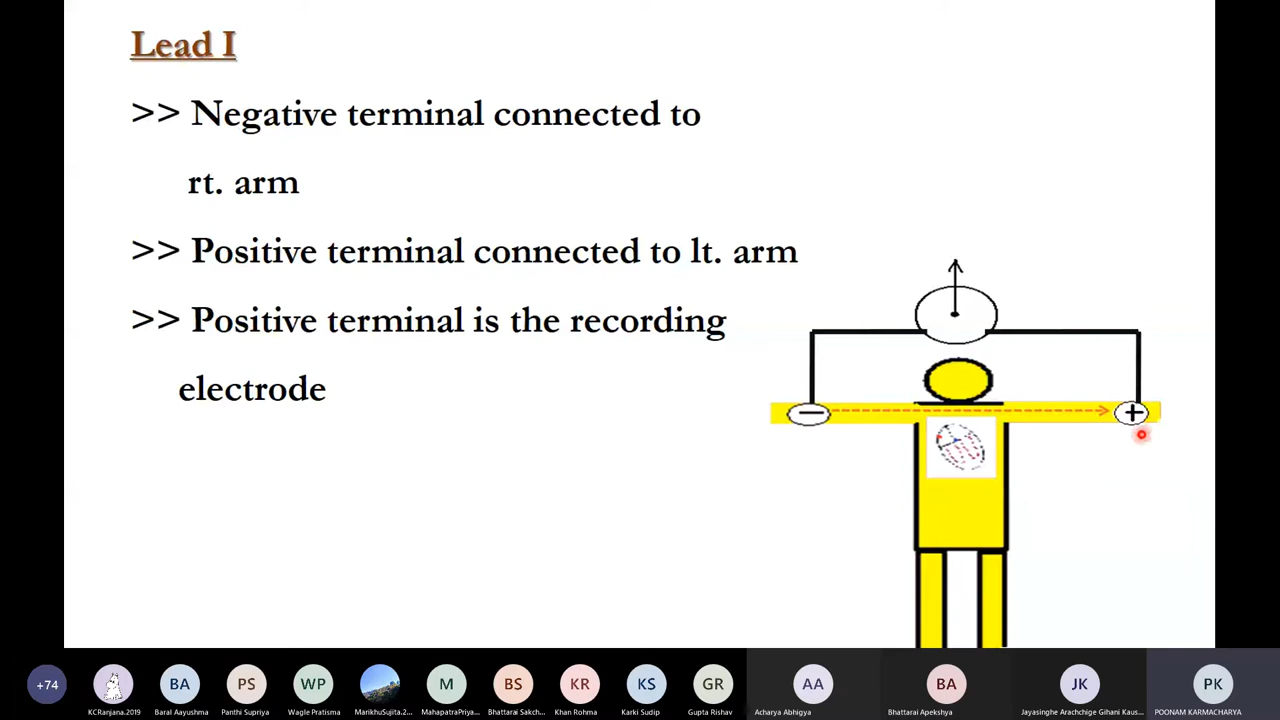 Lead I
>> Negative terminal connected to
rt. arm
>> Positive terminal connected to lt. arm
>> Positive terminal is the recording
electrode
− +
+74 BA PS WP M BS KR KS GR AA BA JK PK
KCRanjana.2019 Baral Aayushma Panthi Supriya Wagle Pratisma MarikhuSujita.2... MahapatraPriya... Bhattarai Sakch... Khan Rohma Karki Sudip Gupta Rishav Acharya Abhigya Bhattarai Apekshya Jayasinghe Arachchige Gihani Kaus... POONAM KARMACHARYA